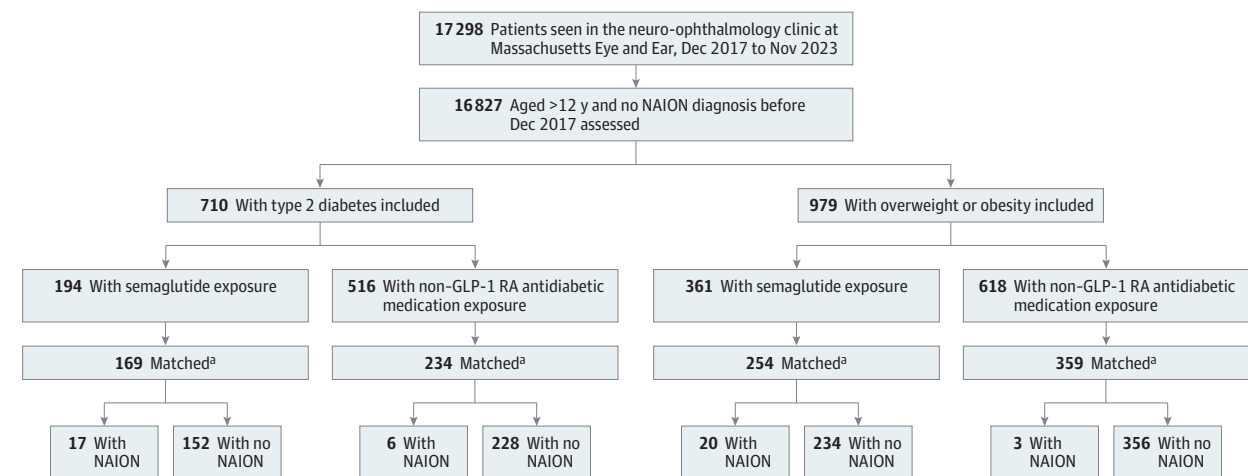 17 298 Patients seen in the neuro-ophthalmology clinic at
Massachusetts Eye and Ear, Dec 2017 to Nov 2023
16 827 Aged >12 y and no NAION diagnosis before
Dec 2017 assessed
710 With type 2 diabetes included
979 With overweight or obesity included
194 With semaglutide exposure
516 With non-GLP-1 RA antidiabetic
medication exposure
361 With semaglutide exposure
618 With non-GLP-1 RA antidiabetic
medication exposure
169 Matchedᵃ
234 Matchedᵃ
254 Matchedᵃ
359 Matchedᵃ
17 With
NAION
152 With no
NAION
6 With
NAION
228 With no
NAION
20 With
NAION
234 With no
NAION
3 With
NAION
356 With no
NAION